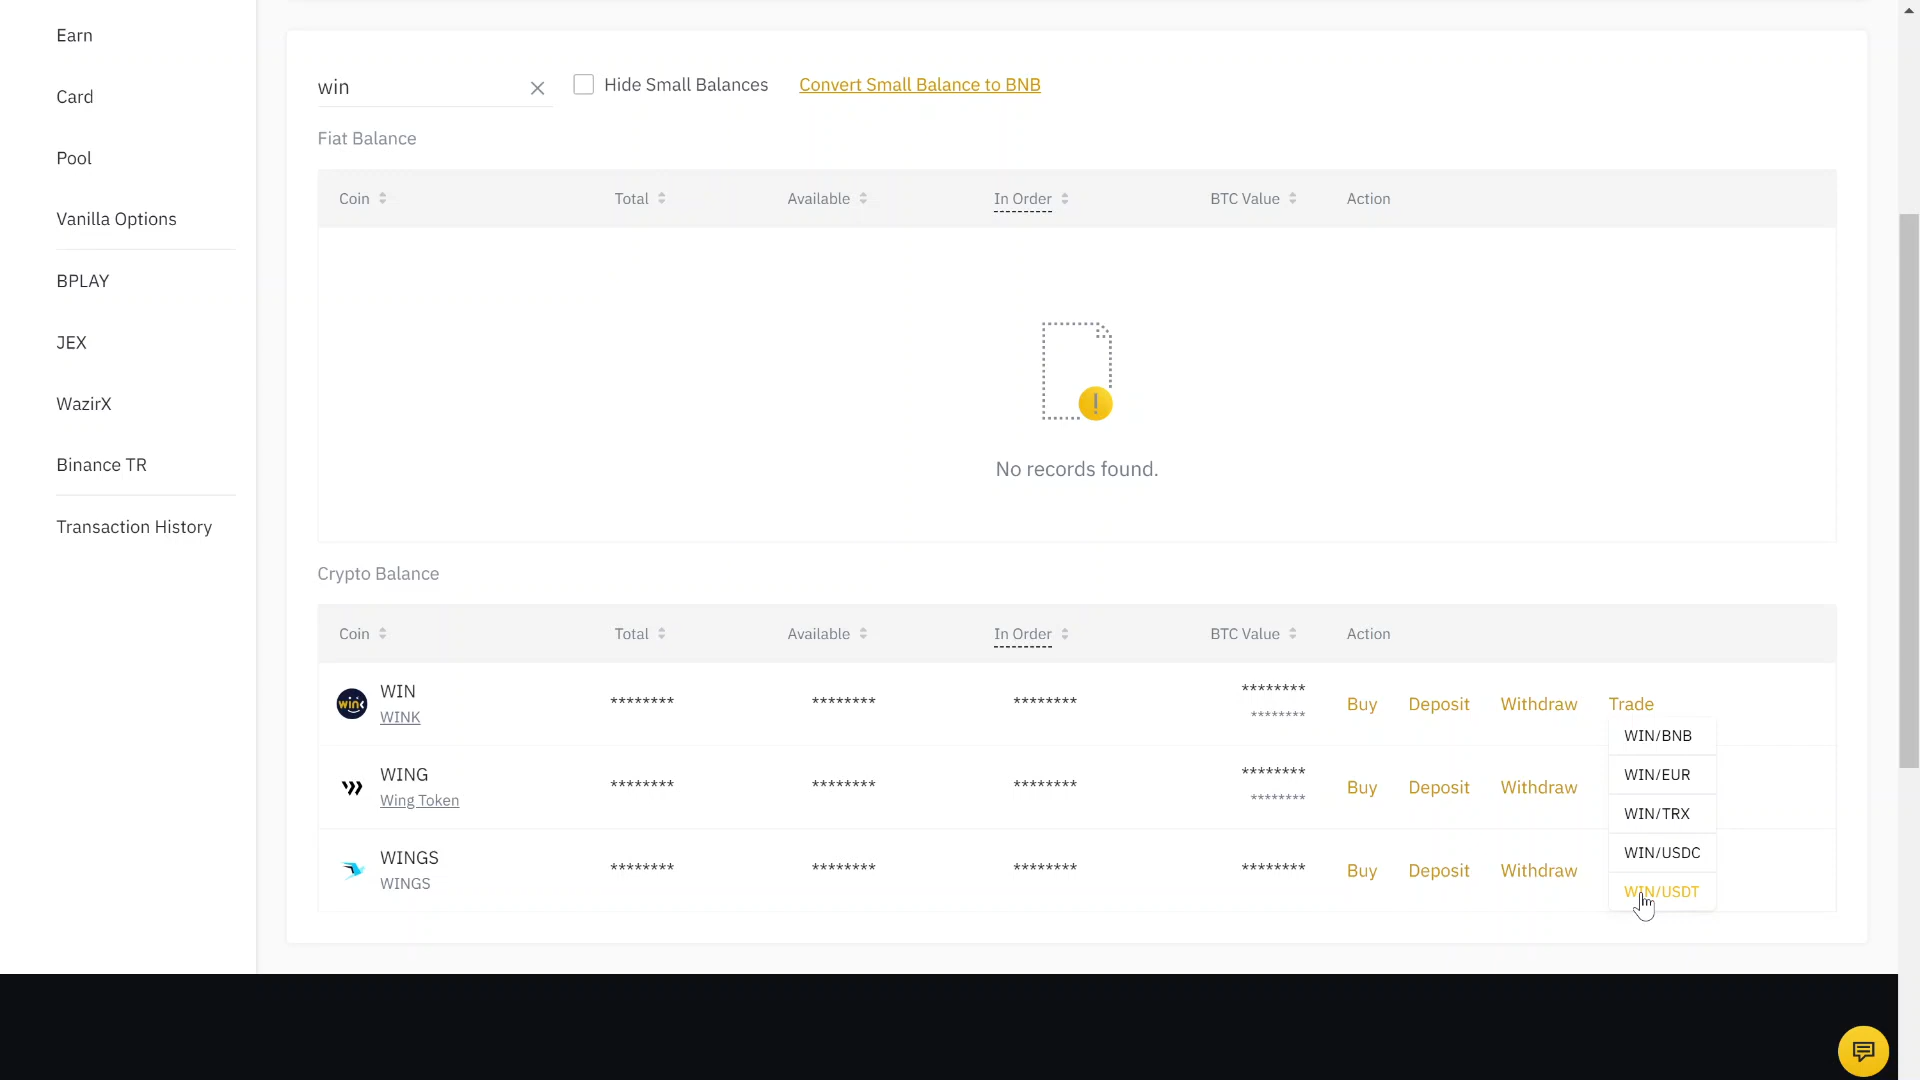 Earn
Card
Pool
Vanilla Options
BPLAY
JEX
WazirX
Binance TR
Transaction History
win
Hide Small Balances
Convert Small Balance to BNB
Fiat Balance
Coin Total Available In Order BTC Value Action
!
No records found.
Crypto Balance
Coin Total Available In Order BTC Value Action
WIN
WINK
******** ******** ******** ********
********
Buy Deposit Withdraw Trade
WIN/BNB
WIN/EUR
WIN/TRX
WIN/USDC
WIN/USDT
WING
Wing Token
******** ******** ******** ********
********
Buy Deposit Withdraw
WINGS
WINGS
******** ******** ******** ********
Buy Deposit Withdraw